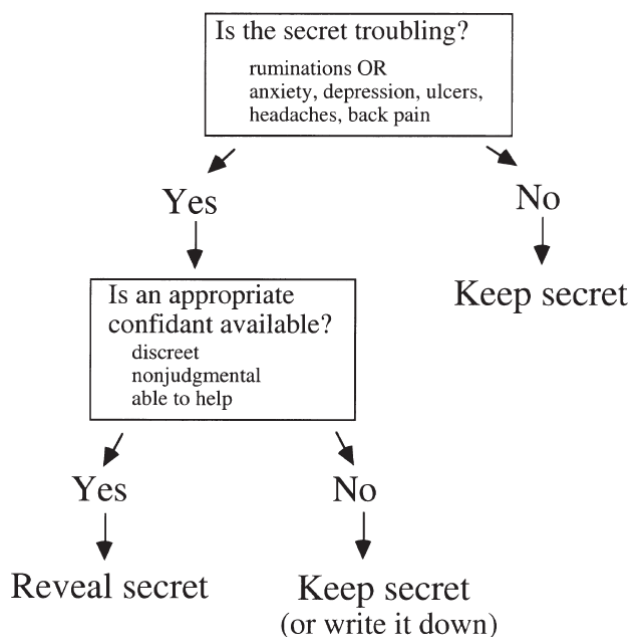 Is the secret troubling?
ruminations OR
anxiety, depression, ulcers,
headaches, back pain
Yes
No
Keep secret
Is an appropriate
confidant available?
discreet
nonjudgmental
able to help
Yes
No
Reveal secret
Keep secret
(or write it down)